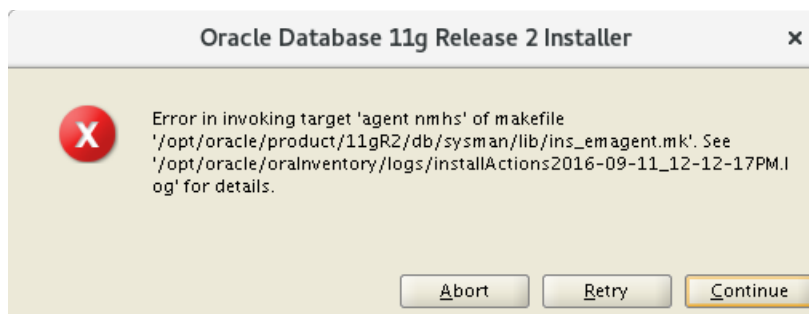 Oracle Database 11g Release 2 Installer
Error in invoking target 'agent nmhs' of makefile
'/opt/oracle/product/11gR2/db/sysman/lib/ins_emagent.mk'. See
'/opt/oracle/oraInventory/logs/installActions2016-09-11_12-12-17PM.l
og' for details.
Abort Retry Continue